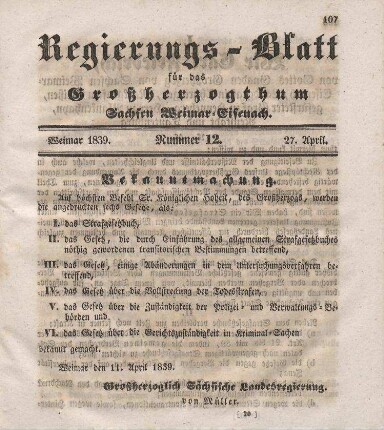 107
Regierungs-Blatt
für das
Großherzogthum
Sachsen Weimar-Eisenach.
Weimar 1839. Nummer 12. 27. April.
Bekanntmachung.
Auf höchsten Befehl Sr. Königlichen Hoheit, des Großherzogs, werden
die angedruckten sechs Gesetze, als:
I. das Strafgesetzbuch,
II. das Gesetz, die durch Einführung des allgemeinen Strafgesetzbuches
nöthig gewordenen transitorischen Bestimmungen betreffend,
III. das Gesetz, einige Abänderungen in dem Untersuchungsverfahren be-
treffend,
IV. das Gesetz über die Vollstreckung der Todesstrafen,
V. das Gesetz über die Zuständigkeit der Polizei- und Verwaltungs-Be-
hörden und
VI. das Gesetz über die Gerichtszuständigkeit in Kriminal-Sachen
bekannt gemacht.
Weimar den 11. April 1839.
Großherzoglich Sächsische Landesregierung.
von Müller.
[ 20 ]